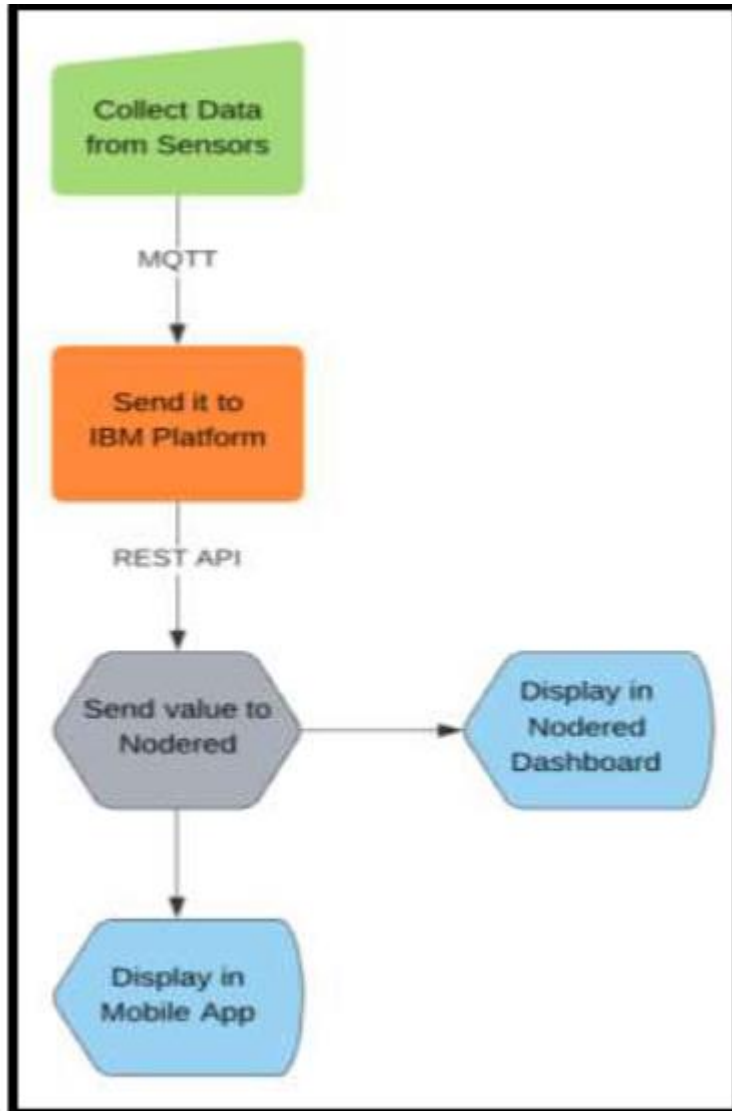 Collect Data
from Sensors
MQTT
Send it to
IBM Platform
REST API
Send value to
Nodered
Display in
Nodered
Dashboard
Display in
Mobile App